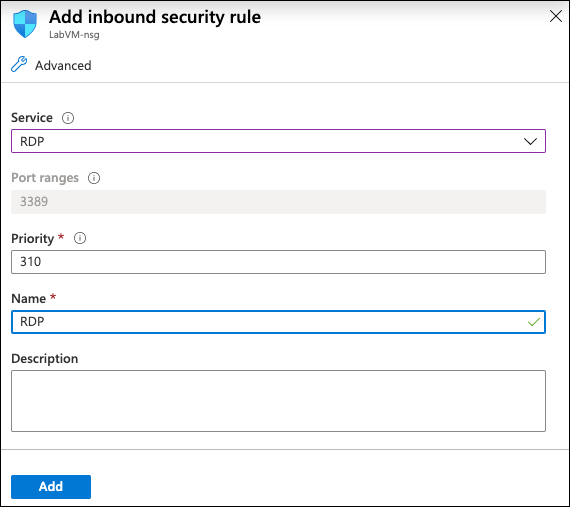 Add inbound security rule
LabVM-nsg
Advanced
Service
RDP
Port ranges
3389
Priority *
310
Name *
RDP
Description
Add